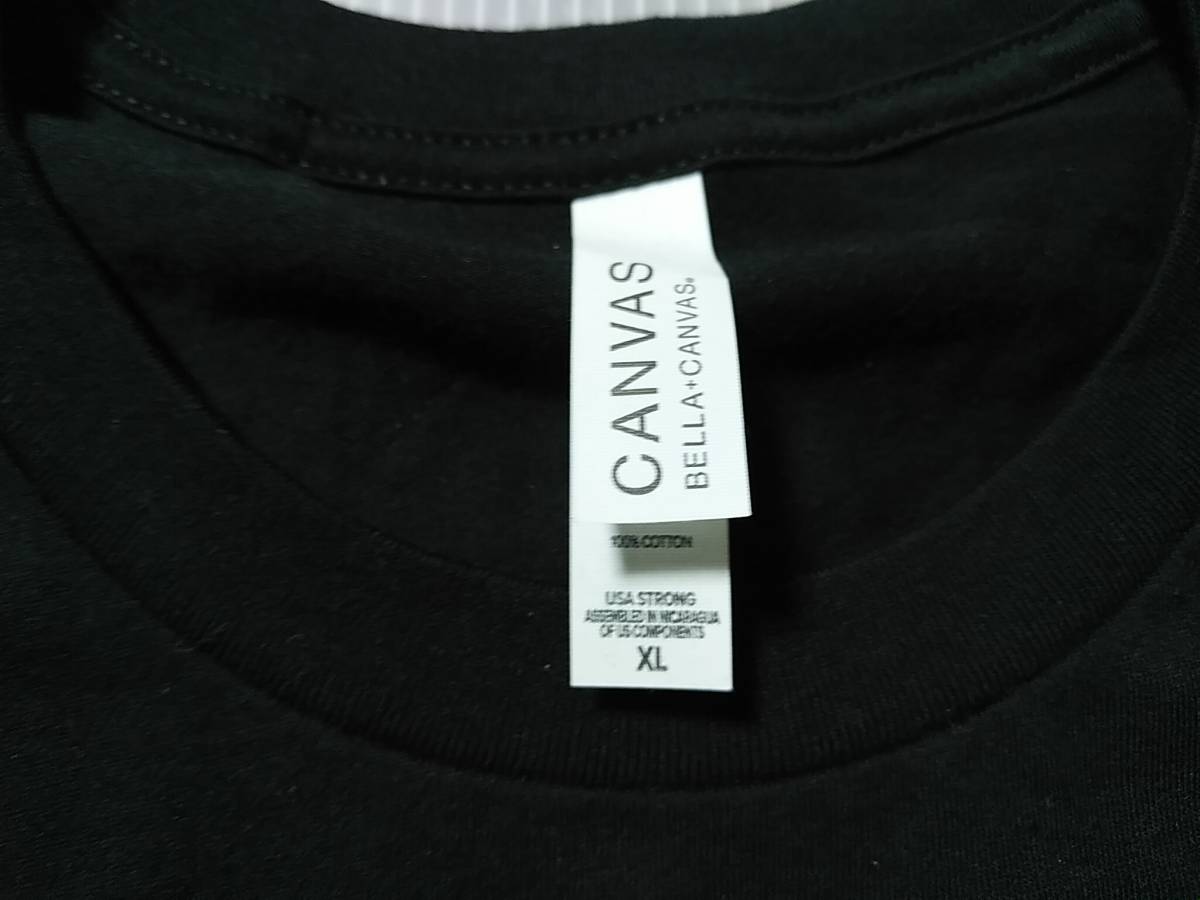 CANVAS
BELLA+CANVAS®
100% COTTON
USA STRONG
ASSEMBLED IN NICARAGUA
OF US COMPONENTS
XL